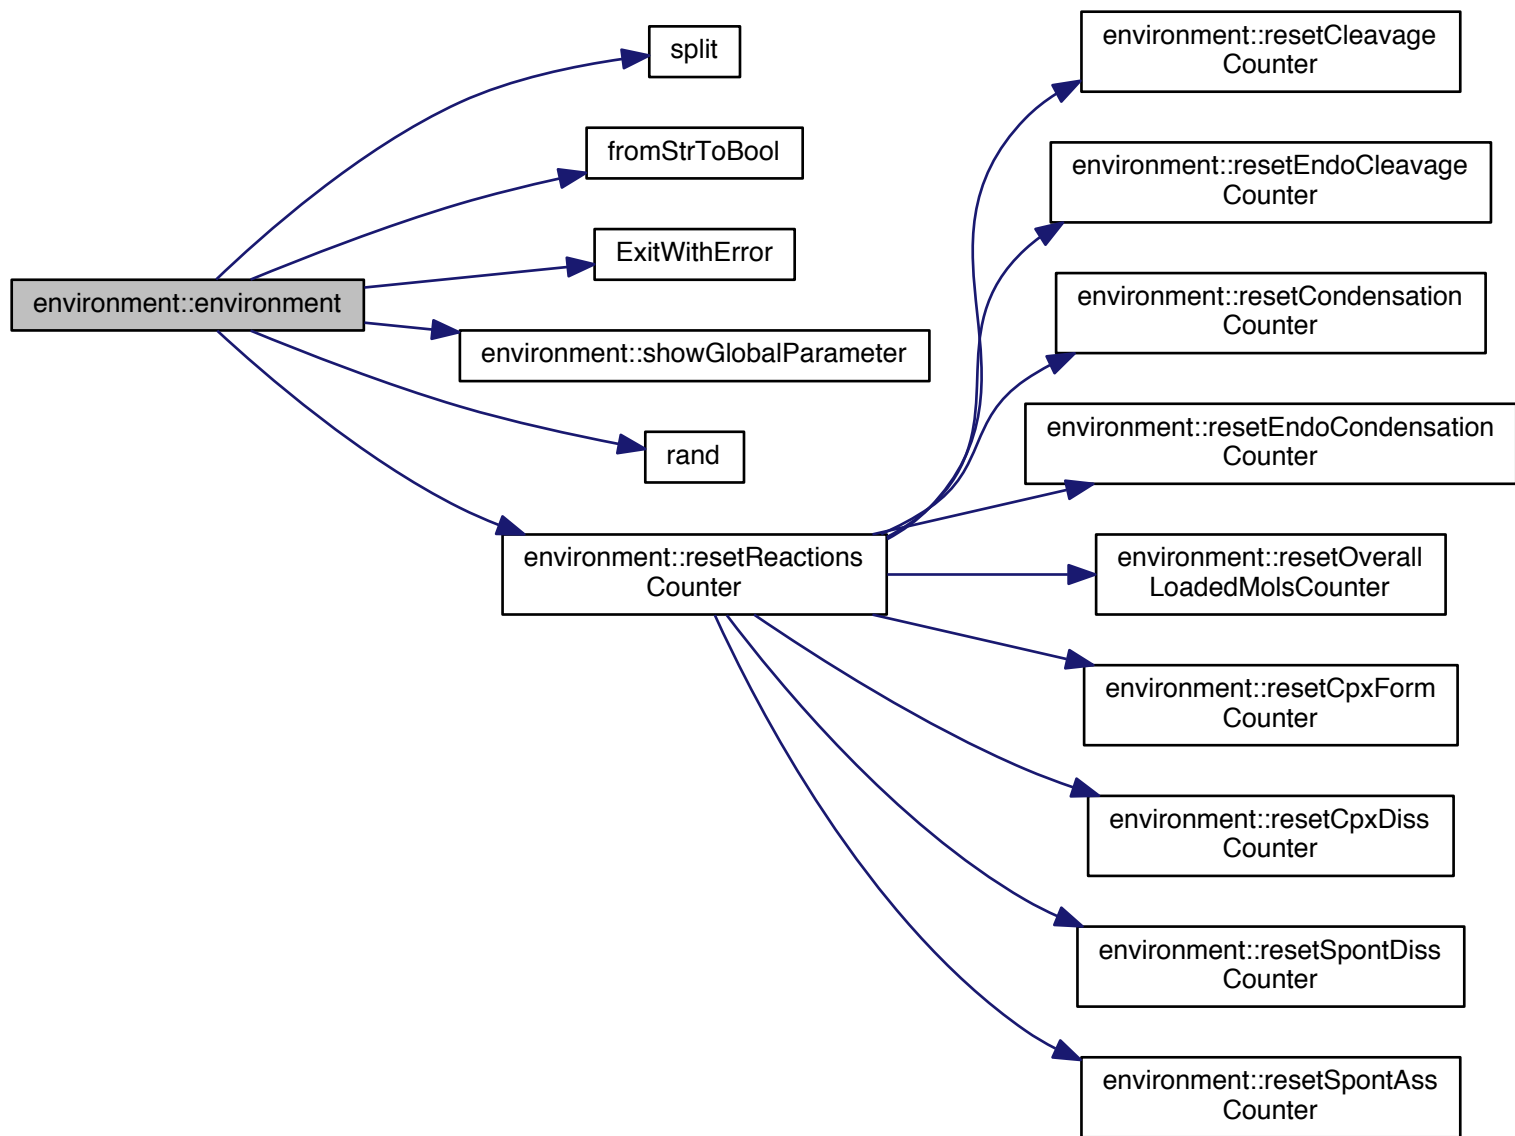 environment::environment
split
fromStrToBool
ExitWithError
environment::showGlobalParameter
rand
environment::resetReactions
Counter
environment::resetCleavage
Counter
environment::resetEndoCleavage
Counter
environment::resetCondensation
Counter
environment::resetEndoCondensation
Counter
environment::resetOverall
LoadedMolsCounter
environment::resetCpxForm
Counter
environment::resetCpxDiss
Counter
environment::resetSpontDiss
Counter
environment::resetSpontAss
Counter